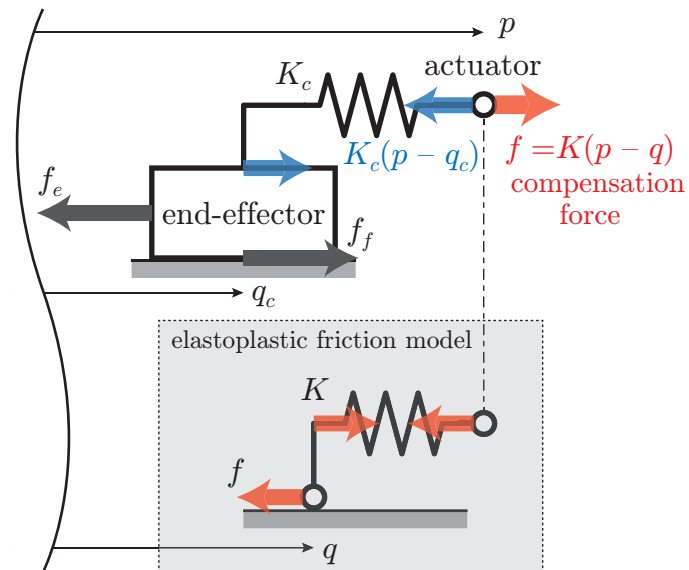 p
K_c
actuator
K_c(p − q_c)
f =K(p − q)
compensation
force
f_e
end-effector
f_f
q_c
elastoplastic friction model
K
f
q